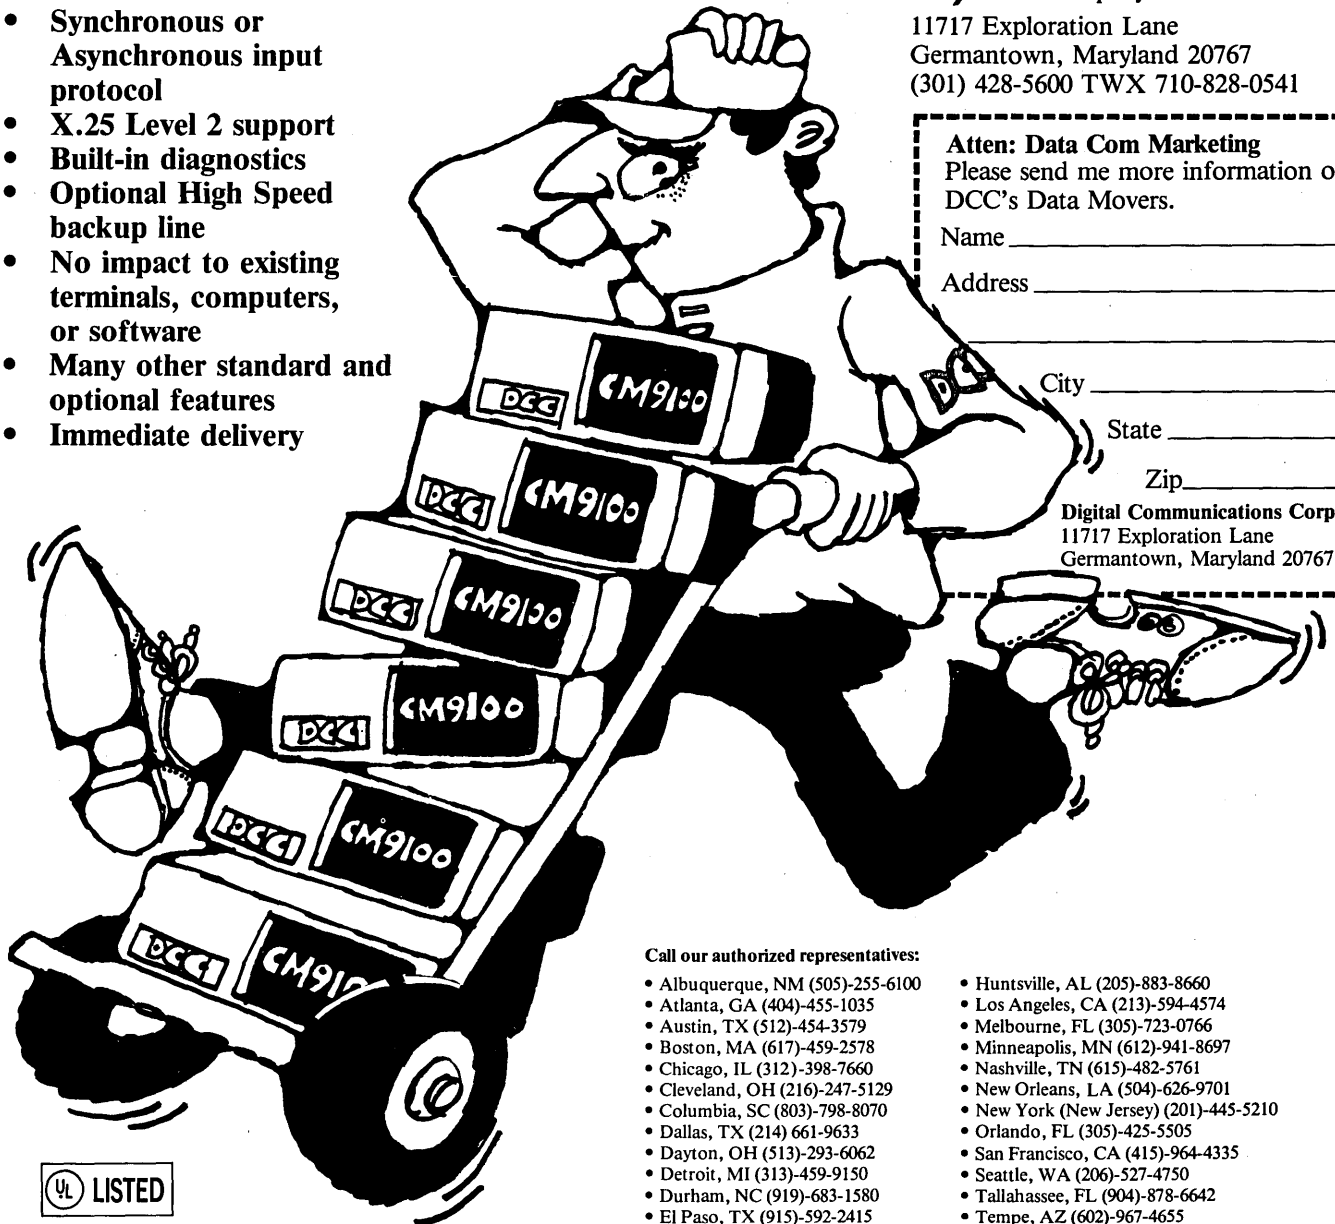 • Synchronous or
Asynchronous input
protocol
• X.25 Level 2 support
• Built-in diagnostics
• Optional High Speed
backup line
• No impact to existing
terminals, computers,
or software
• Many other standard and
optional features
• Immediate delivery
11717 Exploration Lane
Germantown, Maryland 20767
(301) 428-5600 TWX 710-828-0541
Atten: Data Com Marketing
Please send me more information o
DCC's Data Movers.
Name
Address
City
State
Zip
Digital Communications Corp
11717 Exploration Lane
Germantown, Maryland 20767
DCC
DCC CM9100
DCC CM9100
DCC CM9100
DCC CM9100
DCC CM9100
DCC CM910
Call our authorized representatives:
• Albuquerque, NM (505)-255-6100
• Atlanta, GA (404)-455-1035
• Austin, TX (512)-454-3579
• Boston, MA (617)-459-2578
• Chicago, IL (312)-398-7660
• Cleveland, OH (216)-247-5129
• Columbia, SC (803)-798-8070
• Dallas, TX (214) 661-9633
• Dayton, OH (513)-293-6062
• Detroit, MI (313)-459-9150
• Durham, NC (919)-683-1580
• El Paso, TX (915)-592-2415
• Huntsville, AL (205)-883-8660
• Los Angeles, CA (213)-594-4574
• Melbourne, FL (305)-723-0766
• Minneapolis, MN (612)-941-8697
• Nashville, TN (615)-482-5761
• New Orleans, LA (504)-626-9701
• New York (New Jersey) (201)-445-5210
• Orlando, FL (305)-425-5505
• San Francisco, CA (415)-964-4335
• Seattle, WA (206)-527-4750
• Tallahassee, FL (904)-878-6642
• Tempe, AZ (602)-967-4655
UL LISTED